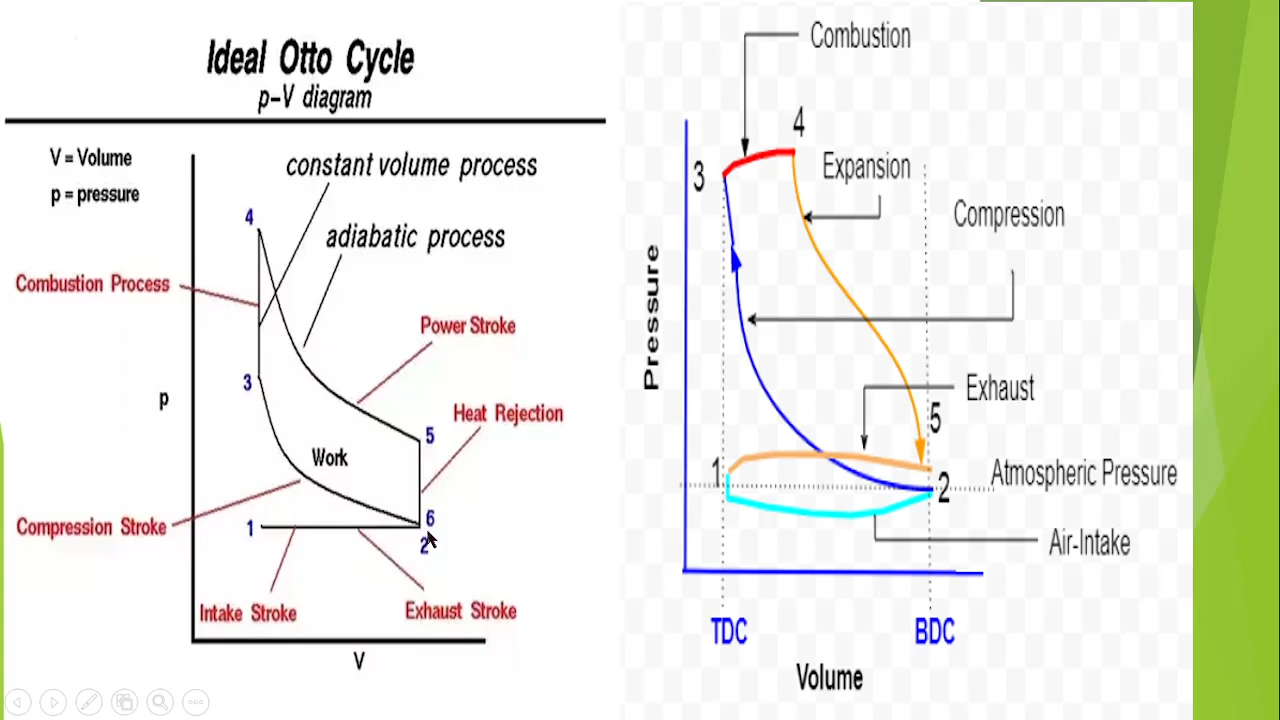 Ideal Otto Cycle
p-V diagram
V = Volume
p = pressure
constant volume process
adiabatic process
4
Combustion Process
Power Stroke
3
p
Heat Rejection
5
Work
Compression Stroke
1
6
2
Intake Stroke
Exhaust Stroke
V
Combustion
4
3
Expansion
Compression
Pressure
Exhaust
5
1
Atmospheric Pressure
2
Air-Intake
TDC
BDC
Volume